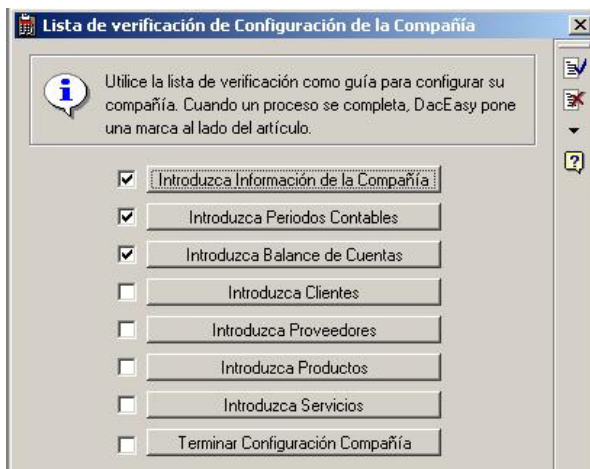 Lista de verificación de Configuración de la Compañía
Utilice la lista de verificación como guía para configurar su
compañía. Cuando un proceso se completa, DacEasy pone
una marca al lado del artículo.
Introduzca Información de la Compañía
Introduzca Periodos Contables
Introduzca Balance de Cuentas
Introduzca Clientes
Introduzca Proveedores
Introduzca Productos
Introduzca Servicios
Terminar Configuración Compañía